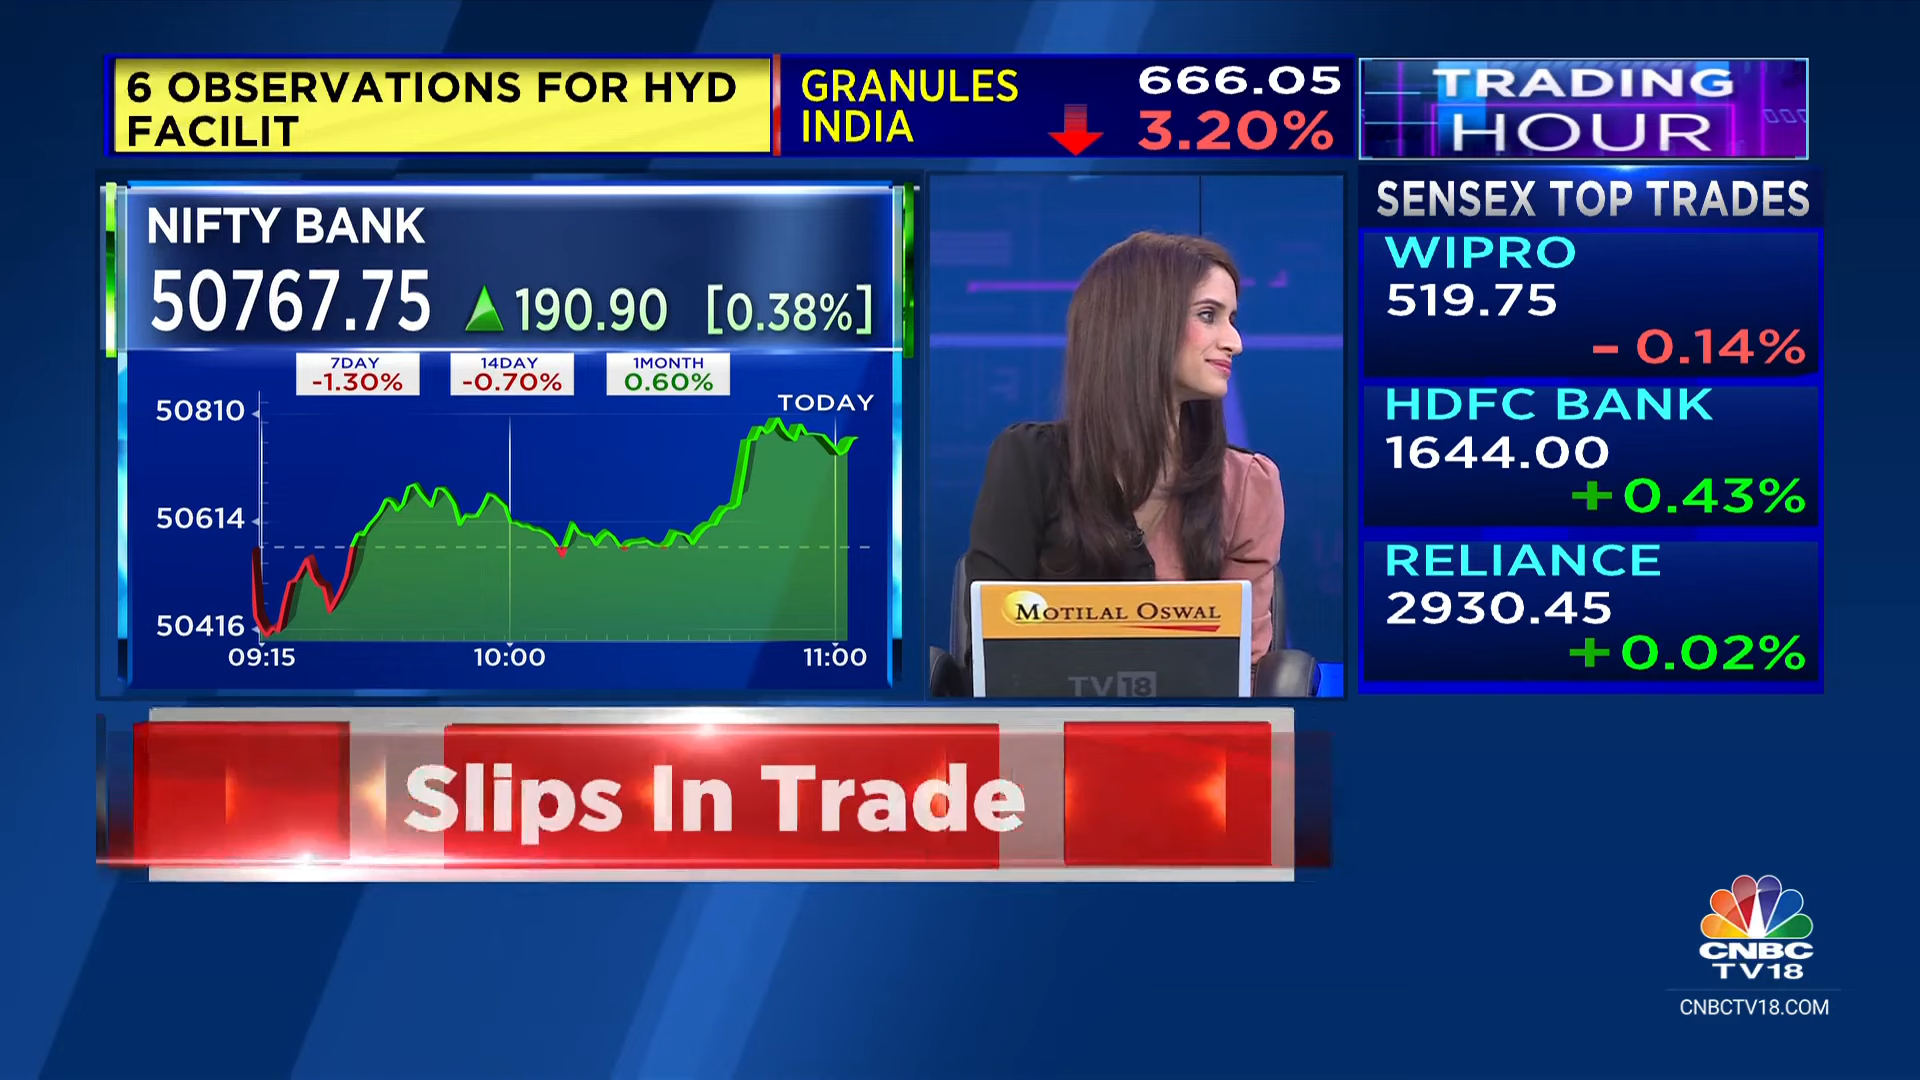 6 OBSERVATIONS FOR HYD
FACILIT
GRANULES
INDIA
666.05
3.20%
TRADING
HOUR
NIFTY BANK
50767.75 190.90 [0.38%]
7DAY
-1.30%
14DAY
-0.70%
1MONTH
0.60%
TODAY
50810
50614
50416
09:15
10:00
11:00
MOTILAL OSWAL
TV18
SENSEX TOP TRADES
WIPRO
519.75
- 0.14%
HDFC BANK
1644.00
+ 0.43%
RELIANCE
2930.45
+ 0.02%
Slips In Trade
CNBC
TV18
CNBCTV18.COM